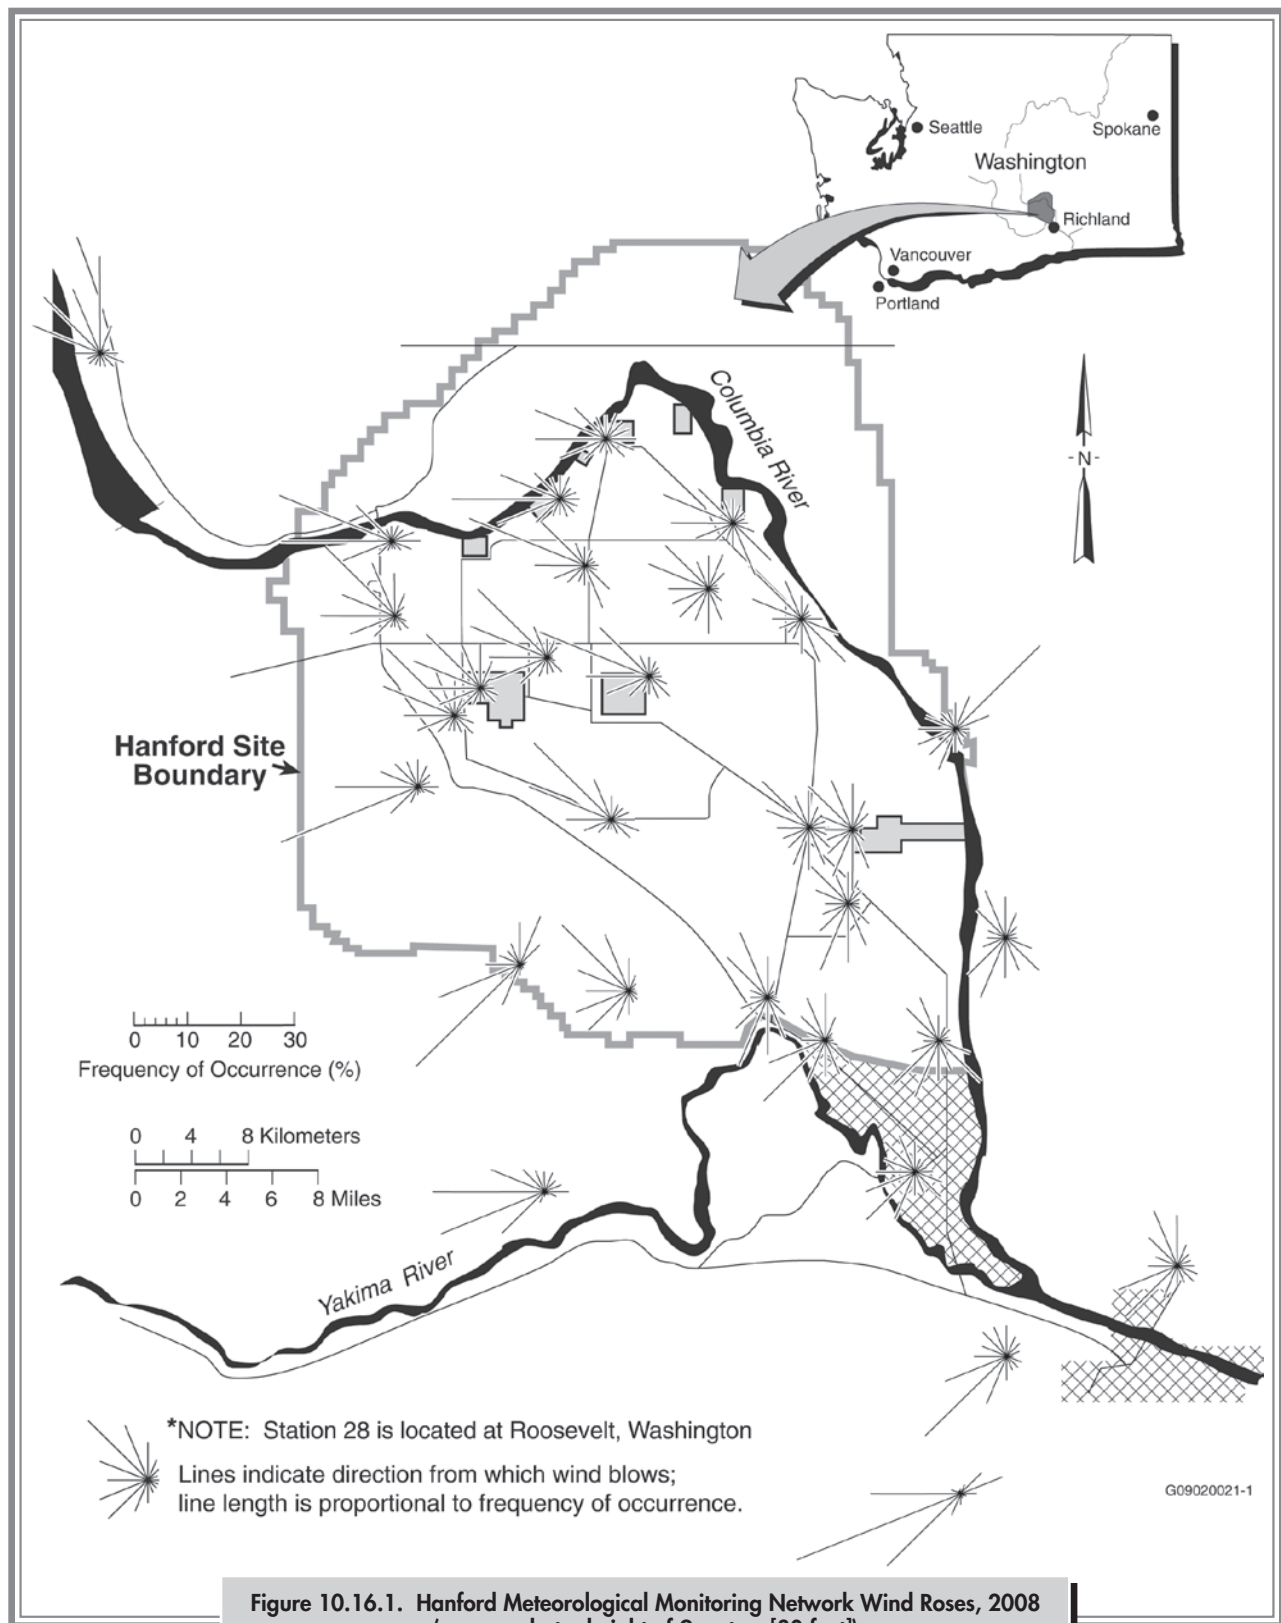 Seattle
Spokane
Washington
Richland
Vancouver
Portland
Columbia River
-N-
Hanford Site
Boundary
0 10 20 30
Frequency of Occurrence (%)
0 4 8 Kilometers
0 2 4 6 8 Miles
Yakima River
*NOTE: Station 28 is located at Roosevelt, Washington
Lines indicate direction from which wind blows;
line length is proportional to frequency of occurrence.
G09020021-1
Figure 10.16.1. Hanford Meteorological Monitoring Network Wind Roses, 2008